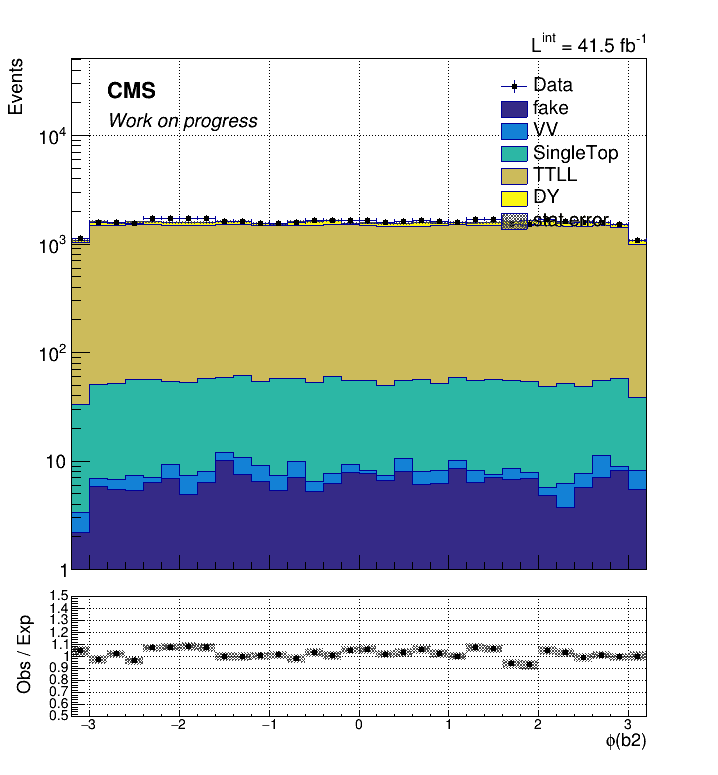 L^int = 41.5 fb^-1
Events
CMS
Work on progress
Data
fake
VV
SingleTop
TTLL
DY
stat error
10^4
10^3
10^2
10
1
Obs / Exp
1.5
1.4
1.3
1.2
1.1
1
0.9
0.8
0.7
0.6
0.5
−3 −2 −1 0 1 2 3
ϕ(b2)